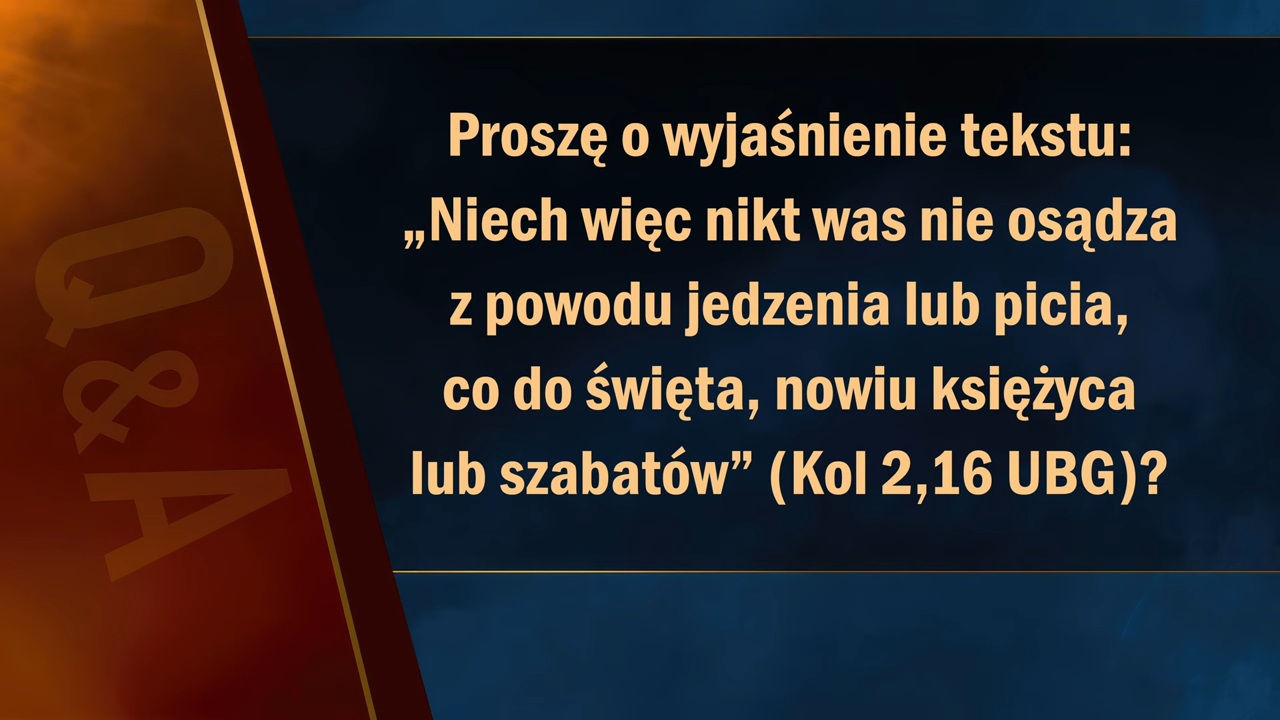 Q&A
Proszę o wyjaśnienie tekstu:
„Niech więc nikt was nie osądza
z powodu jedzenia lub picia,
co do święta, nowiu księżyca
lub szabatów” (Kol 2,16 UBG)?